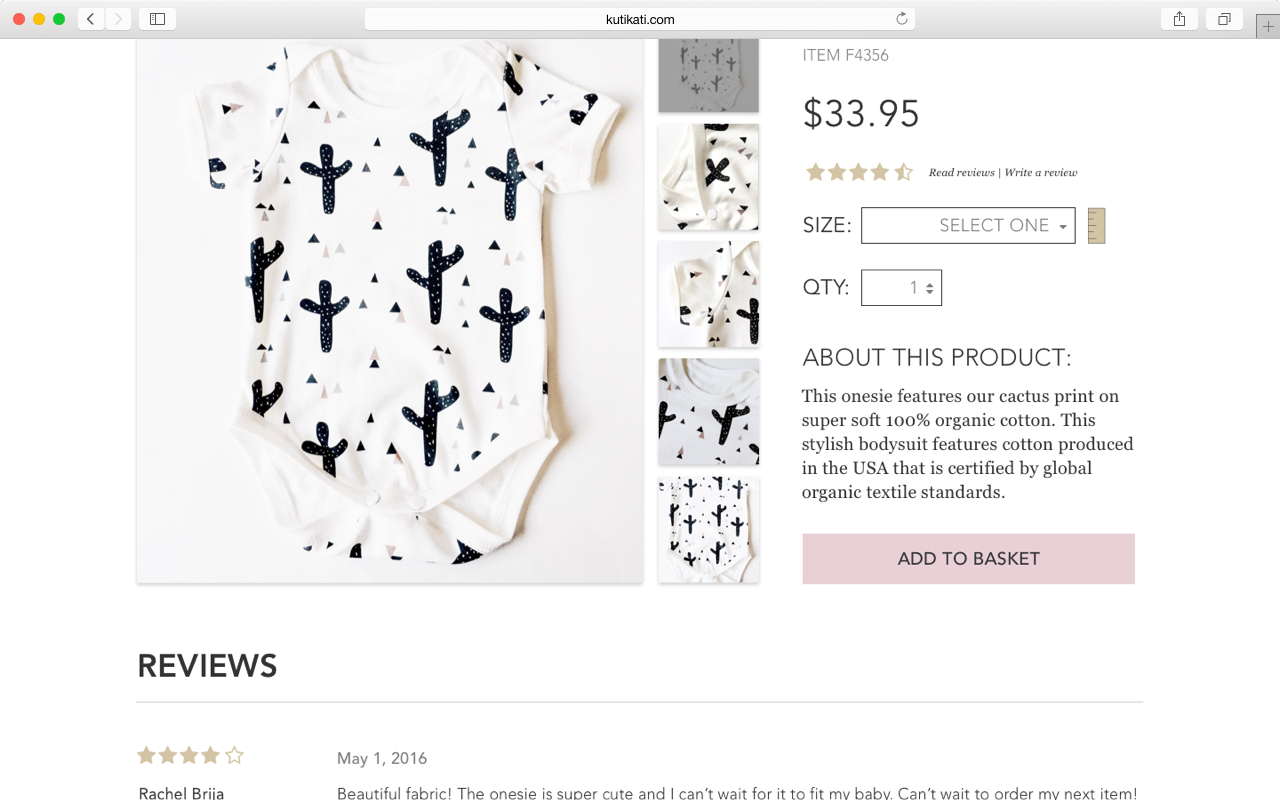 kutikati.com
ITEM F4356
$33.95
Read reviews | Write a review
SIZE: SELECT ONE
QTY: 1
ABOUT THIS PRODUCT:
This onesie features our cactus print on
super soft 100% organic cotton. This
stylish bodysuit features cotton produced
in the USA that is certified by global
organic textile standards.
ADD TO BASKET
REVIEWS
May 1, 2016
Rachel Brija
Beautiful fabric! The onesie is super cute and I can't wait for it to fit my baby. Can't wait to order my next item!